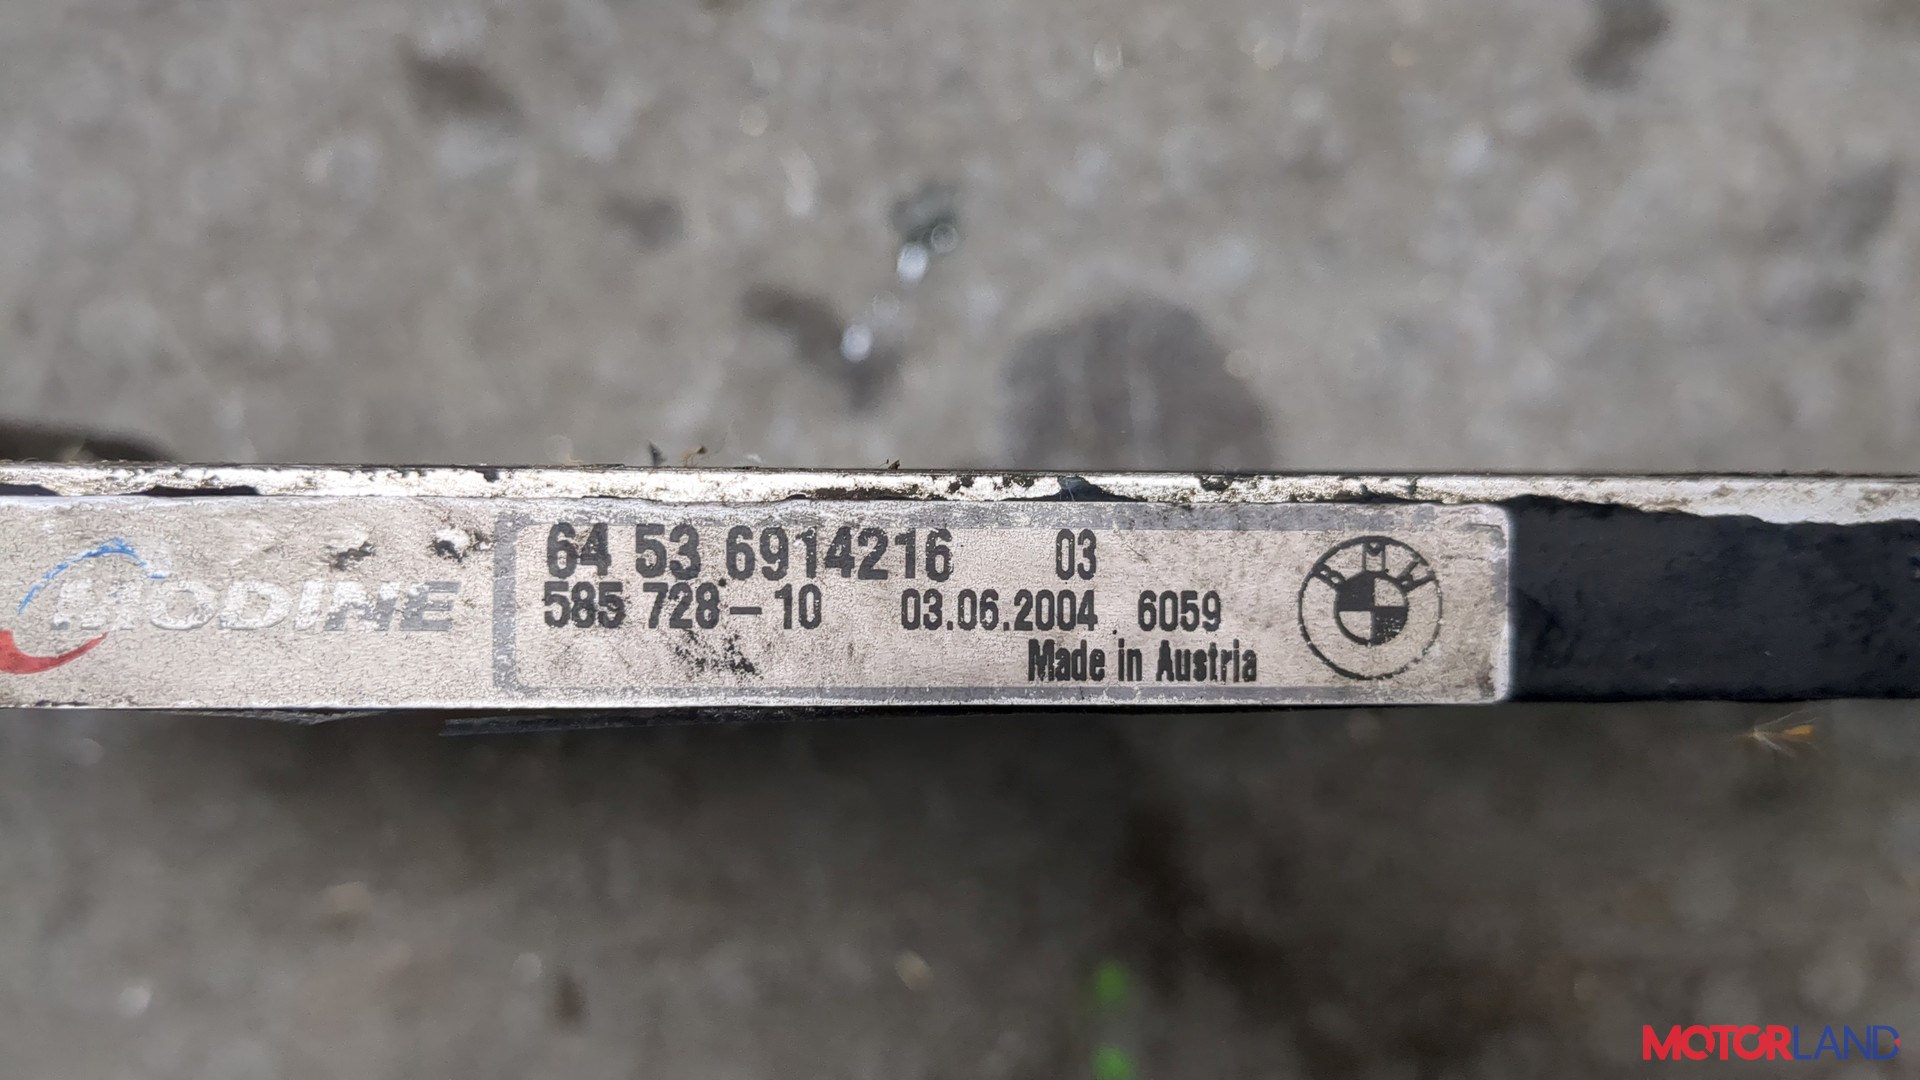 MODINE
64 53 6914216 03
585 728-10 03.06.2004 6059
Made in Austria
BMW
MOTORLAND